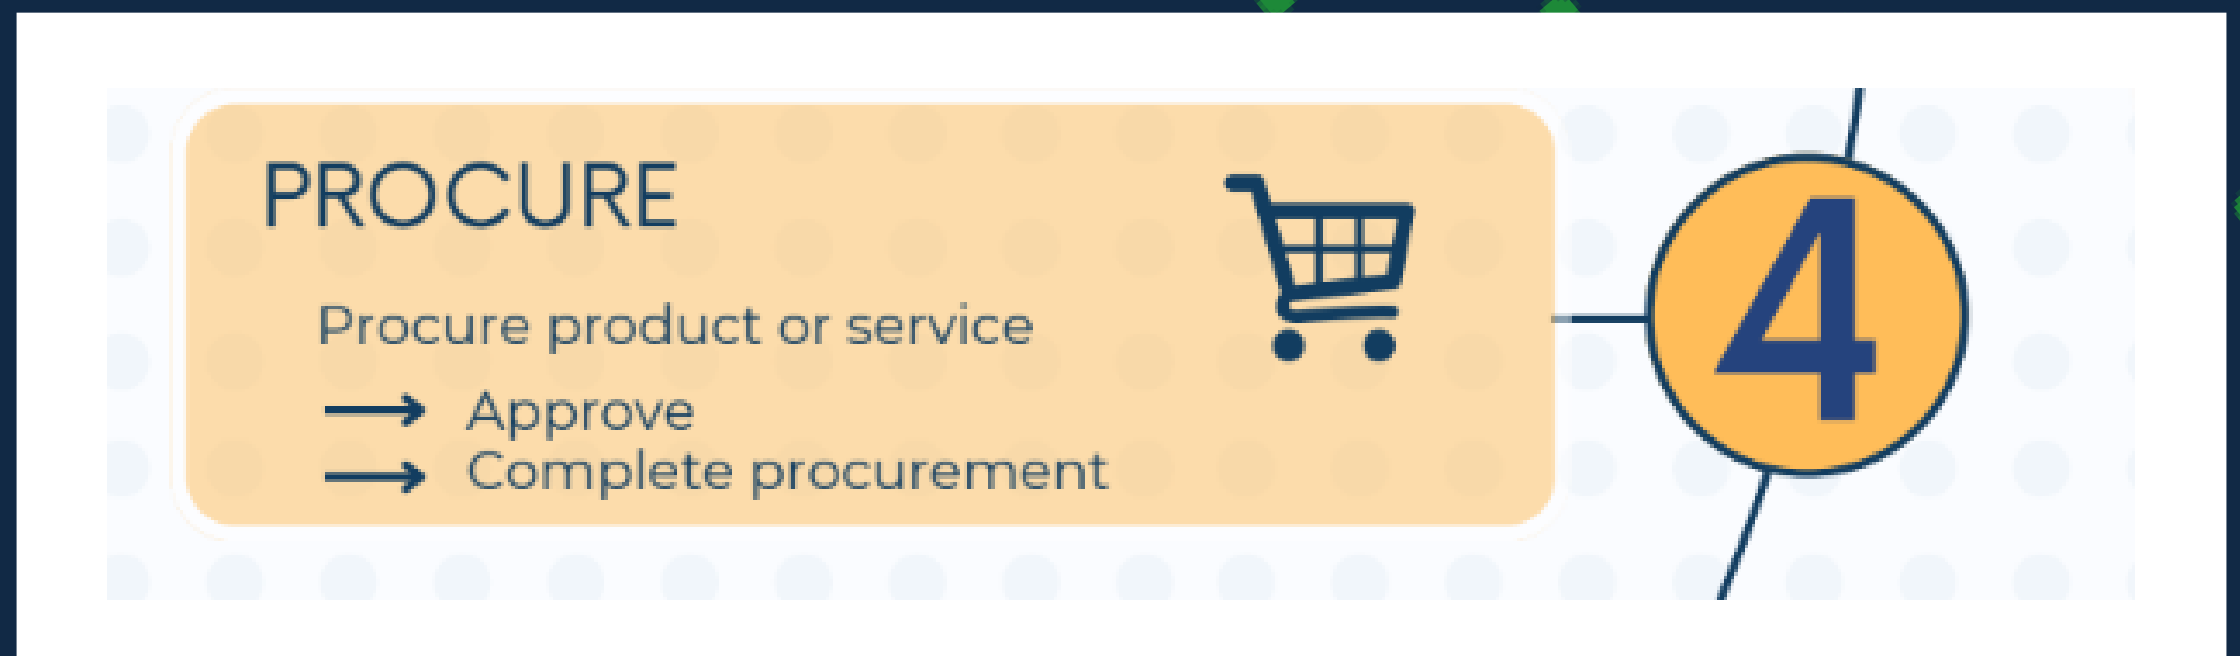 PROCURE
4
Procure product or service
Approve
Complete procurement